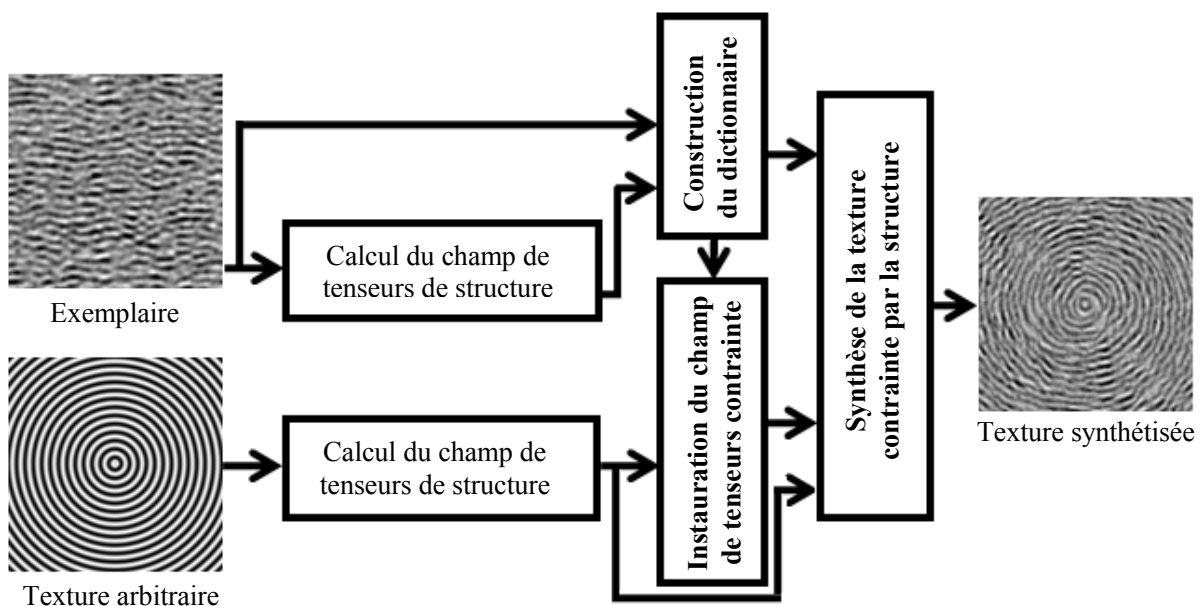 Exemplaire
Calcul du champ de
tenseurs de structure
Construction
du dictionnaire
Texture arbitraire
Calcul du champ de
tenseurs de structure
Instauration du champ
de tenseurs contrainte
Synthèse de la texture
contrainte par la structure
Texture synthétisée